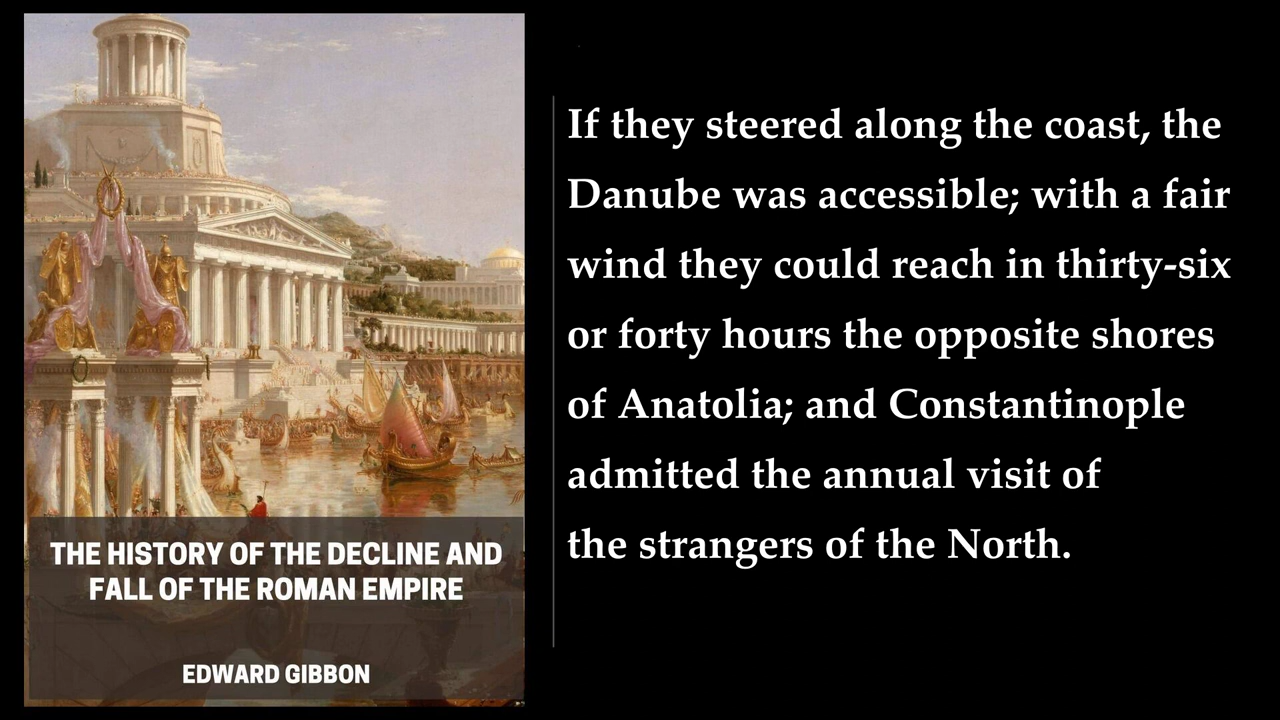 THE HISTORY OF THE DECLINE AND
FALL OF THE ROMAN EMPIRE
EDWARD GIBBON
If they steered along the coast, the
Danube was accessible; with a fair
wind they could reach in thirty-six
or forty hours the opposite shores
of Anatolia; and Constantinople
admitted the annual visit of
the strangers of the North.